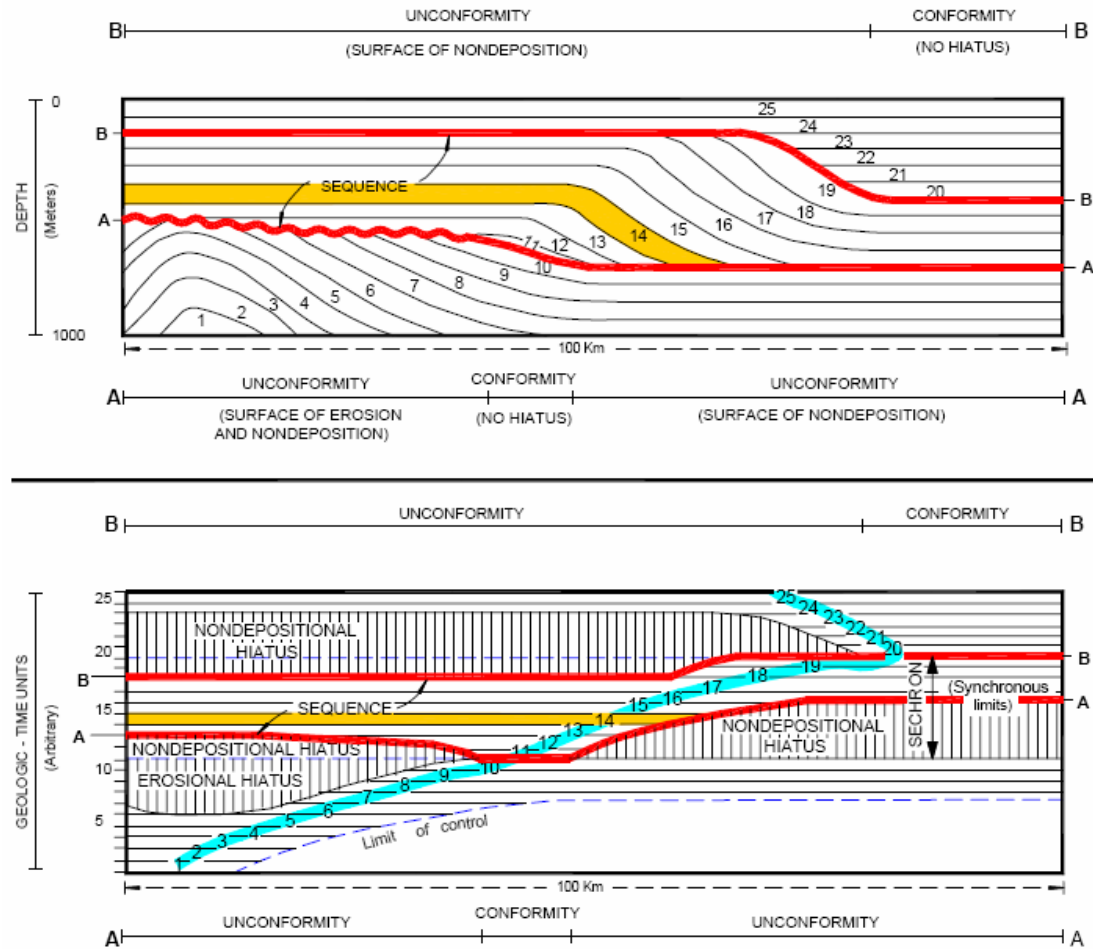 UNCONFORMITY CONFORMITY
B B
(SURFACE OF NONDEPOSITION) (NO HIATUS)
0
25
B 24
23
22
SEQUENCE 21
19 20
B
DEPTH
(Meters)
A
18
17
16
15
14
13
12
11
10
9
8
7
6
5
4
3
2
1
A
1000
100 Km
UNCONFORMITY CONFORMITY UNCONFORMITY
A A
(SURFACE OF EROSION (NO HIATUS) (SURFACE OF NONDEPOSITION)
AND NONDEPOSITION)
UNCONFORMITY CONFORMITY
B B
25
20
B
15
A
10
5
GEOLOGIC - TIME UNITS
(Arbitrary)
NONDEPOSITIONAL
HIATUS
SEQUENCE
NONDEPOSITIONAL HIATUS
EROSIONAL HIATUS
25
24
23
22
21
20
19
18
17
16
15
14
13
12
11
10
9
8
7
6
5
4
3
2
1
B
SECHRON
(Synchronous
limits)
A
NONDEPOSITIONAL
HIATUS
Limit of control
100 Km
UNCONFORMITY CONFORMITY UNCONFORMITY
A A